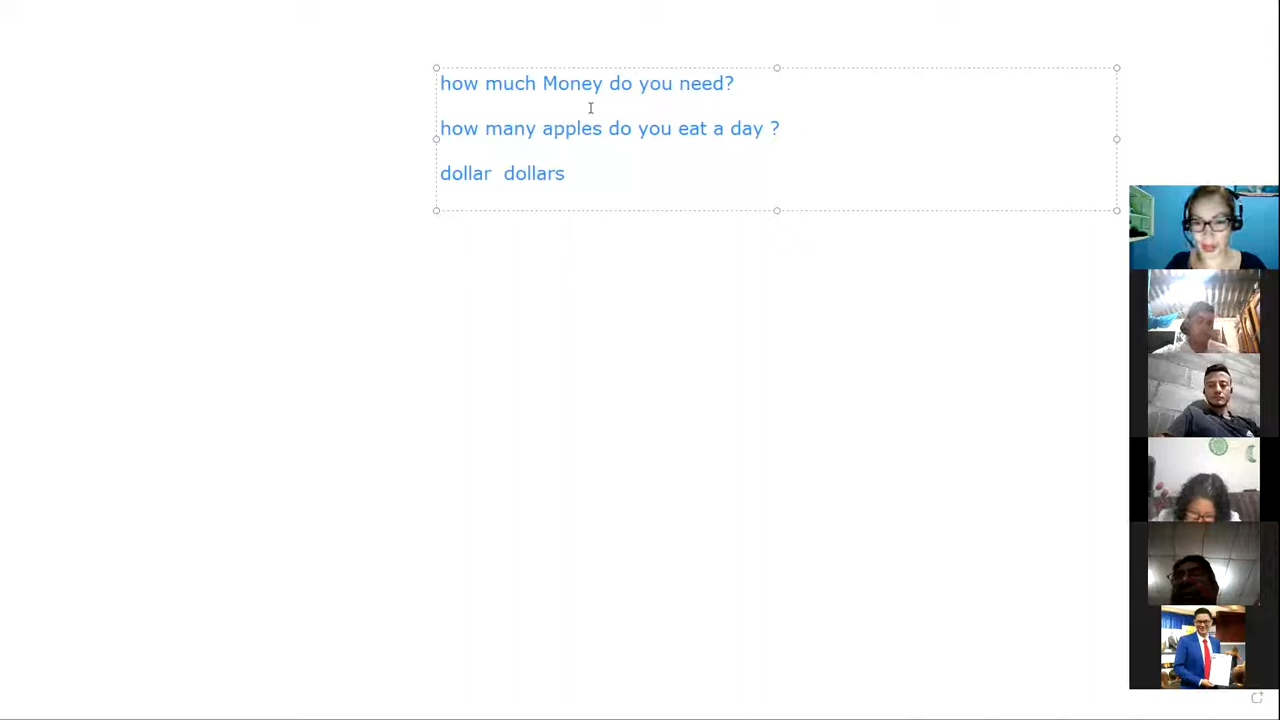 how much Money do you need?
how many apples do you eat a day ?
dollar  dollars